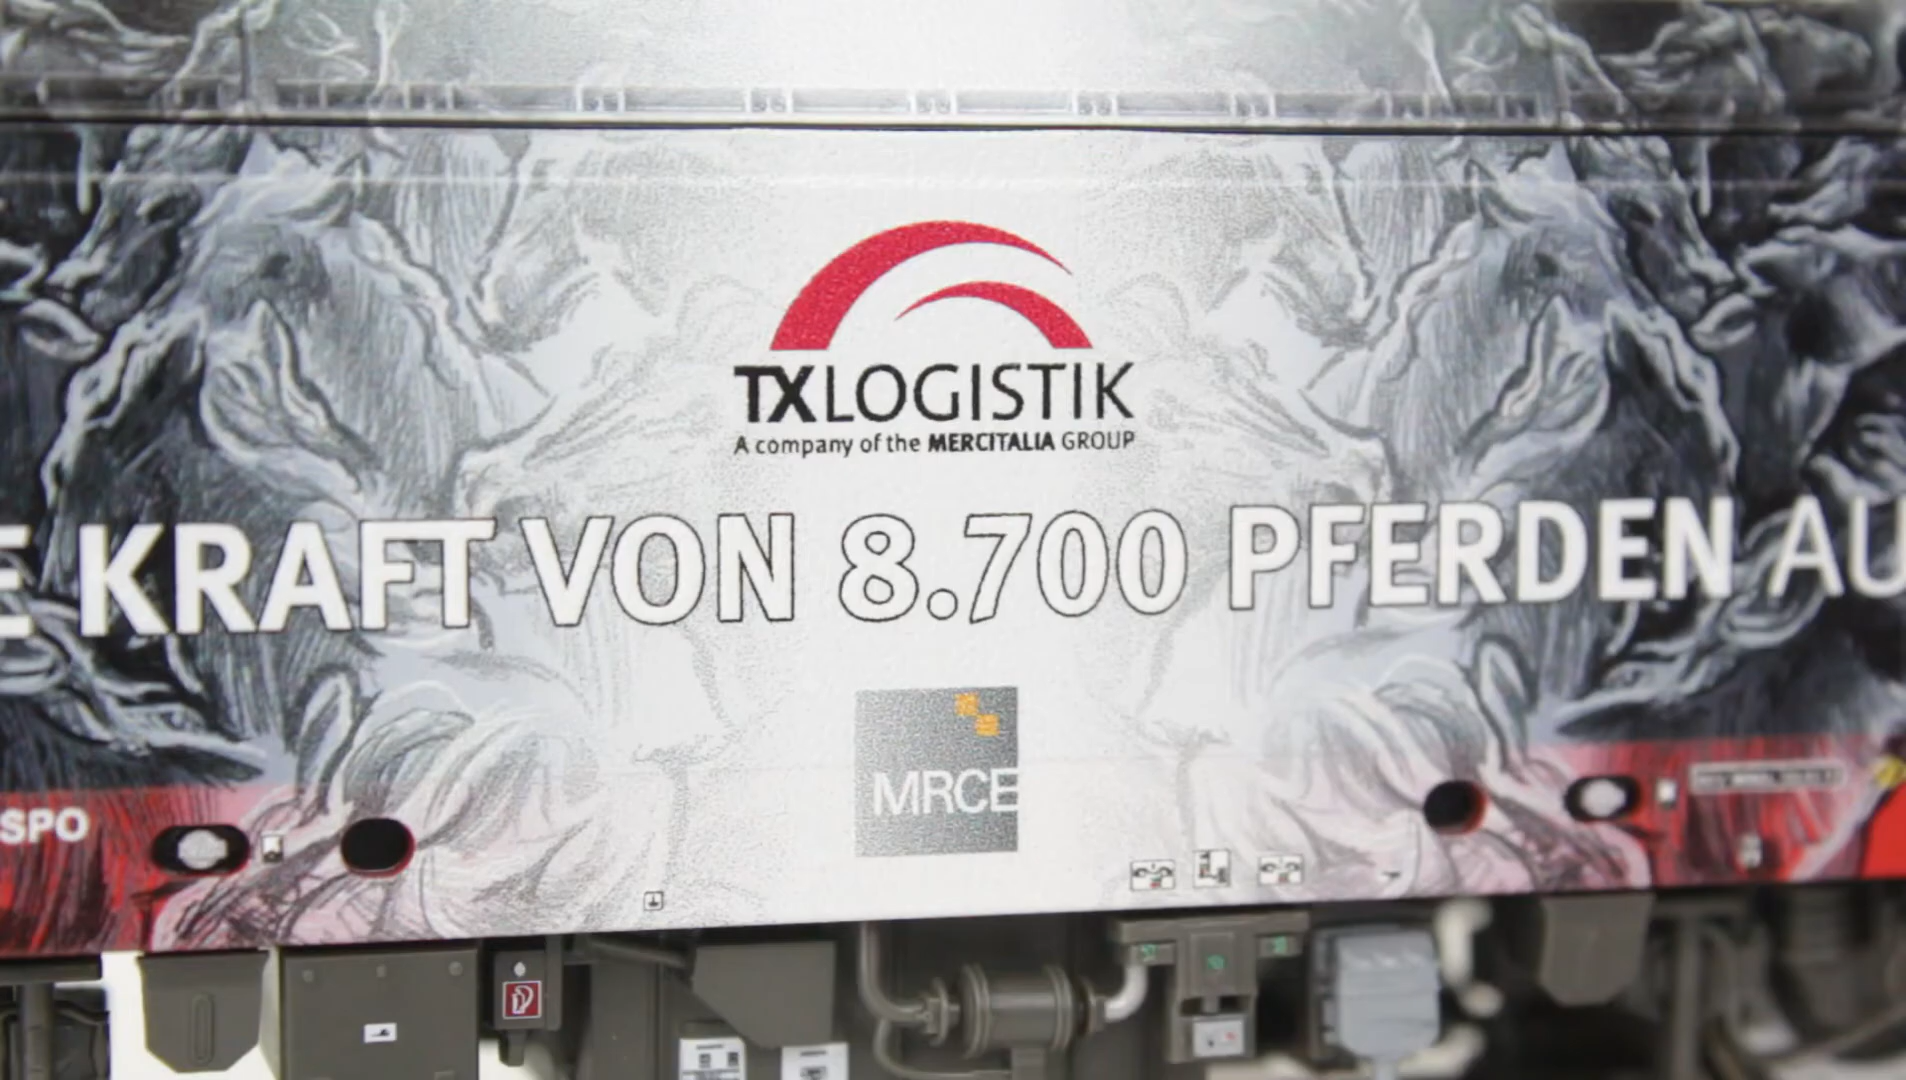 TXLOGISTIK
A company of the MERCITALIA GROUP
E KRAFT VON 8.700 PFERDEN AU
MRCE
SPO